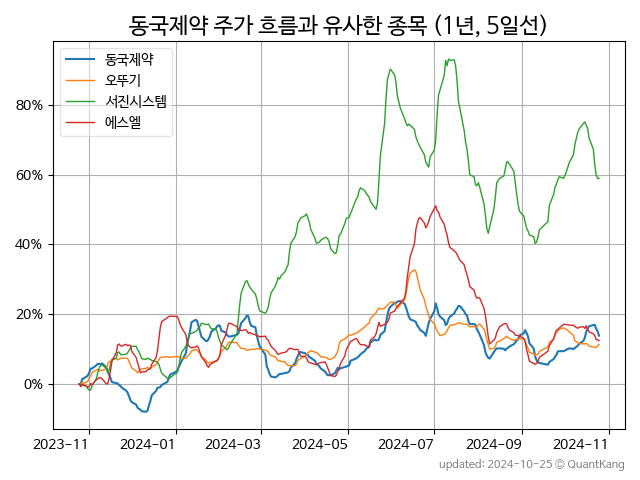 동국제약 주가 흐름과 유사한 종목 (1년, 5일선)
동국제약
오뚜기
서진시스템
에스엘
80%
60%
40%
20%
0%
2023-11 2024-01 2024-03 2024-05 2024-07 2024-09 2024-11
updated: 2024-10-25 © QuantKang